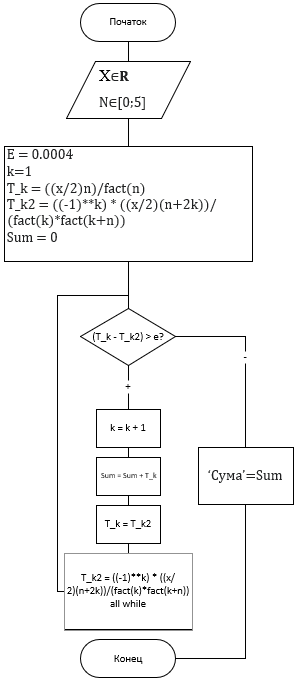 Початок
X∈R
N∈[0;5]
E = 0.0004
k=1
T_k = ((x/2)n)/fact(n)
T_k2 = ((-1)**k) * ((x/2)(n+2k))/
(fact(k)*fact(k+n))
Sum = 0
(T_k - T_k2) > e?
-
+
k = k + 1
Sum = Sum + T_k
'Сума'=Sum
T_k = T_k2
T_k2 = ((-1)**k) * ((x/
2)(n+2k))/(fact(k)*fact(k+n))
all while
Конец